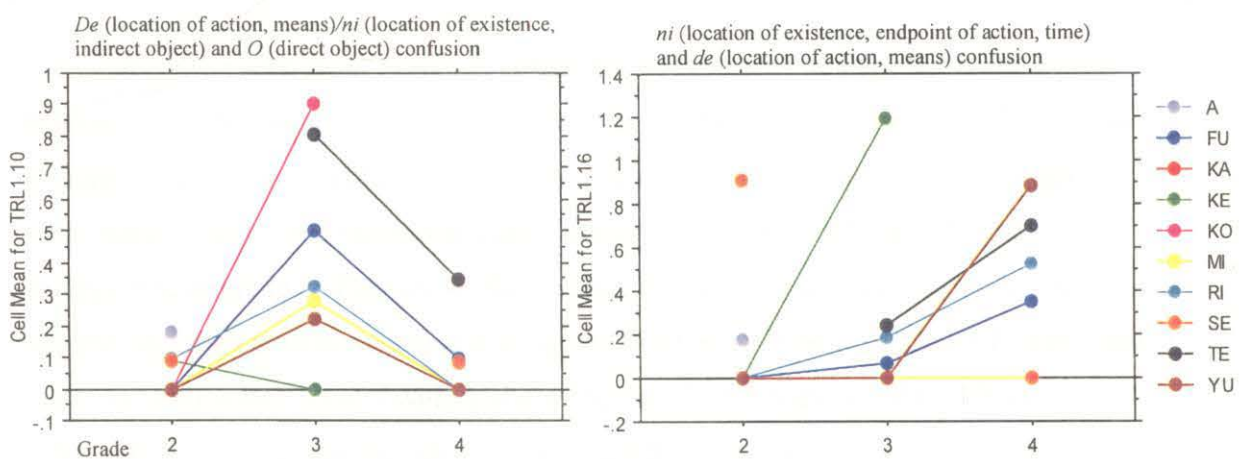 De (location of action, means)/ni (location of existence,
indirect object) and O (direct object) confusion
Cell Mean for TRL1.10
1
.9
.8
.7
.6
.5
.4
.3
.2
.1
0
-.1
Grade
2
3
4
ni (location of existence, endpoint of action, time)
and de (location of action, means) confusion
Cell Mean for TRL1.16
1.4
1.2
1
.8
.6
.4
.2
0
-.2
2
3
4
A
FU
KA
KE
KO
MI
RI
SE
TE
YU